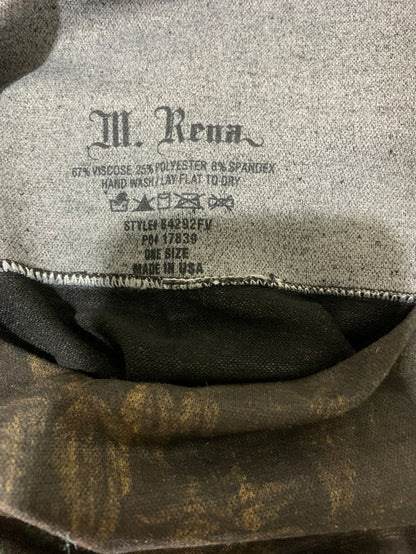 M. Rena
67% VISCOSE 25% POLYESTER 8% SPANDEX
HAND WASH / LAY FLAT TO DRY
STYLE# 64292FV
PO# 17839
ONE SIZE
MADE IN USA